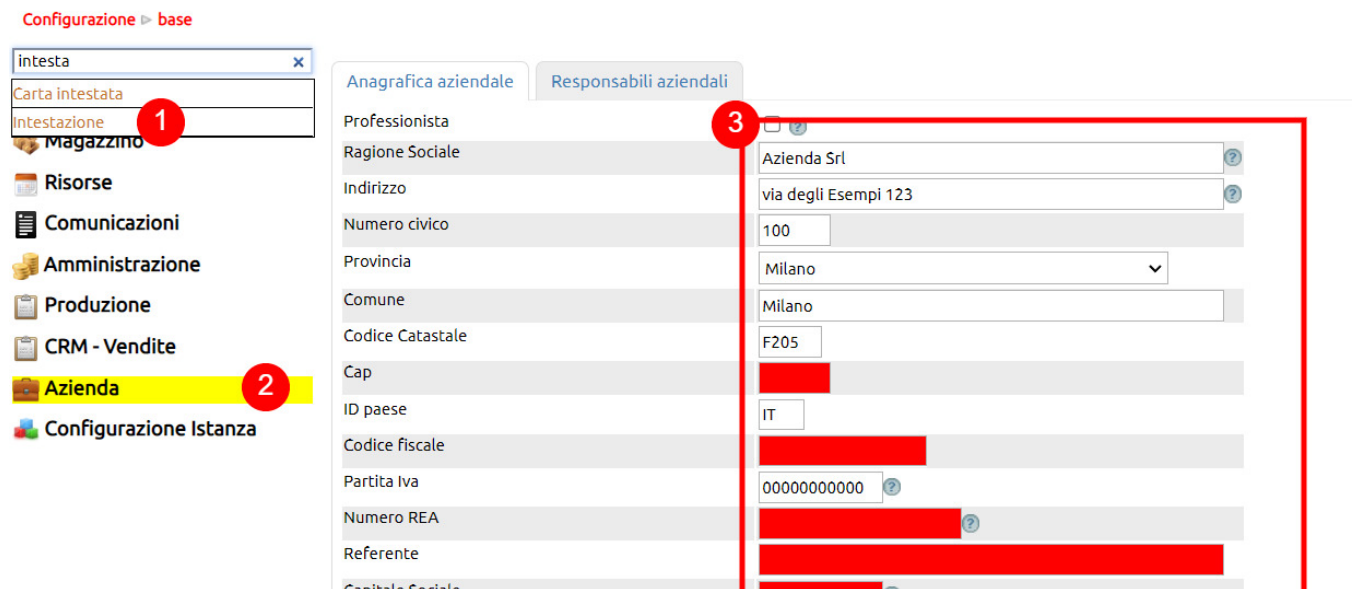 Configurazione ▷ base
intesta ×
Carta intestata
Intestazione
1
Magazzino
Risorse
Comunicazioni
Amministrazione
Produzione
CRM - Vendite
Azienda
2
Configurazione Istanza
Anagrafica aziendale Responsabili aziendali
Professionista 3 ?
Ragione Sociale Azienda Srl ?
Indirizzo via degli Esempi 123 ?
Numero civico 100
Provincia Milano
Comune Milano
Codice Catastale F205
Cap
ID paese IT
Codice fiscale
Partita Iva 00000000000 ?
Numero REA ?
Referente
Capitale Sociale